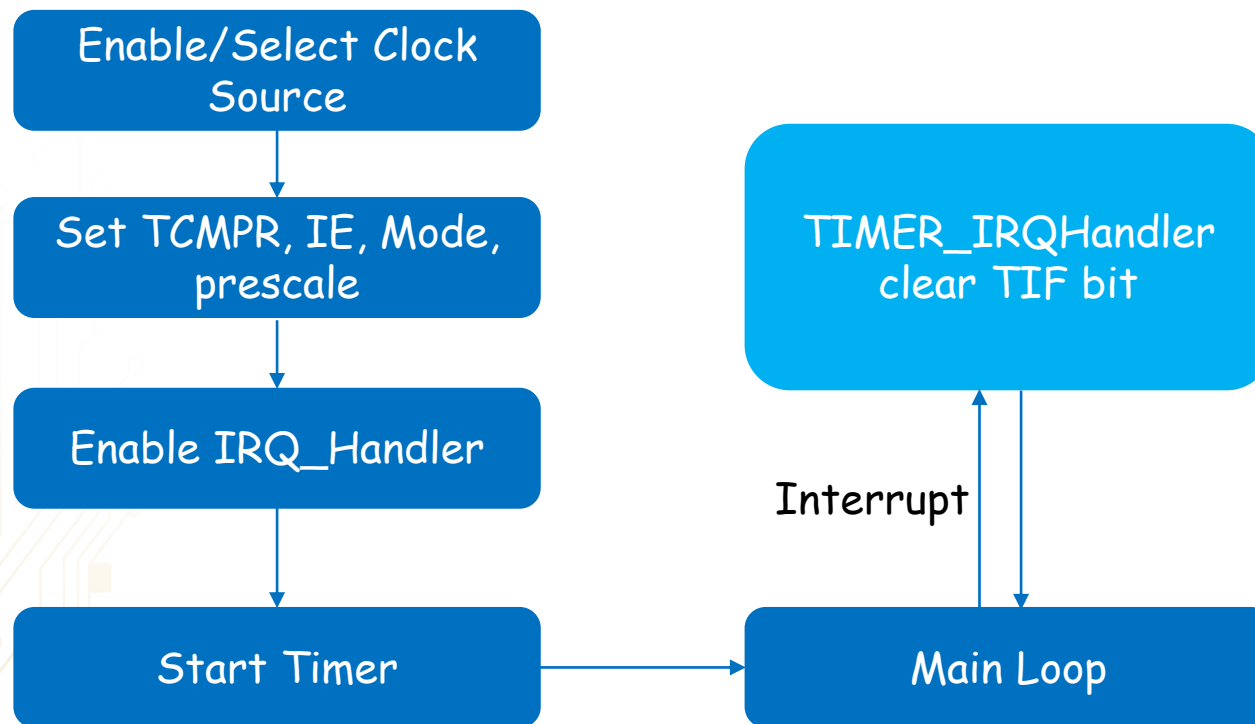 Enable/Select Clock
Source
Set TCMPR, IE, Mode,
prescale
Enable IRQ_Handler
Start Timer
TIMER_IRQHandler
clear TIF bit
Interrupt
Main Loop